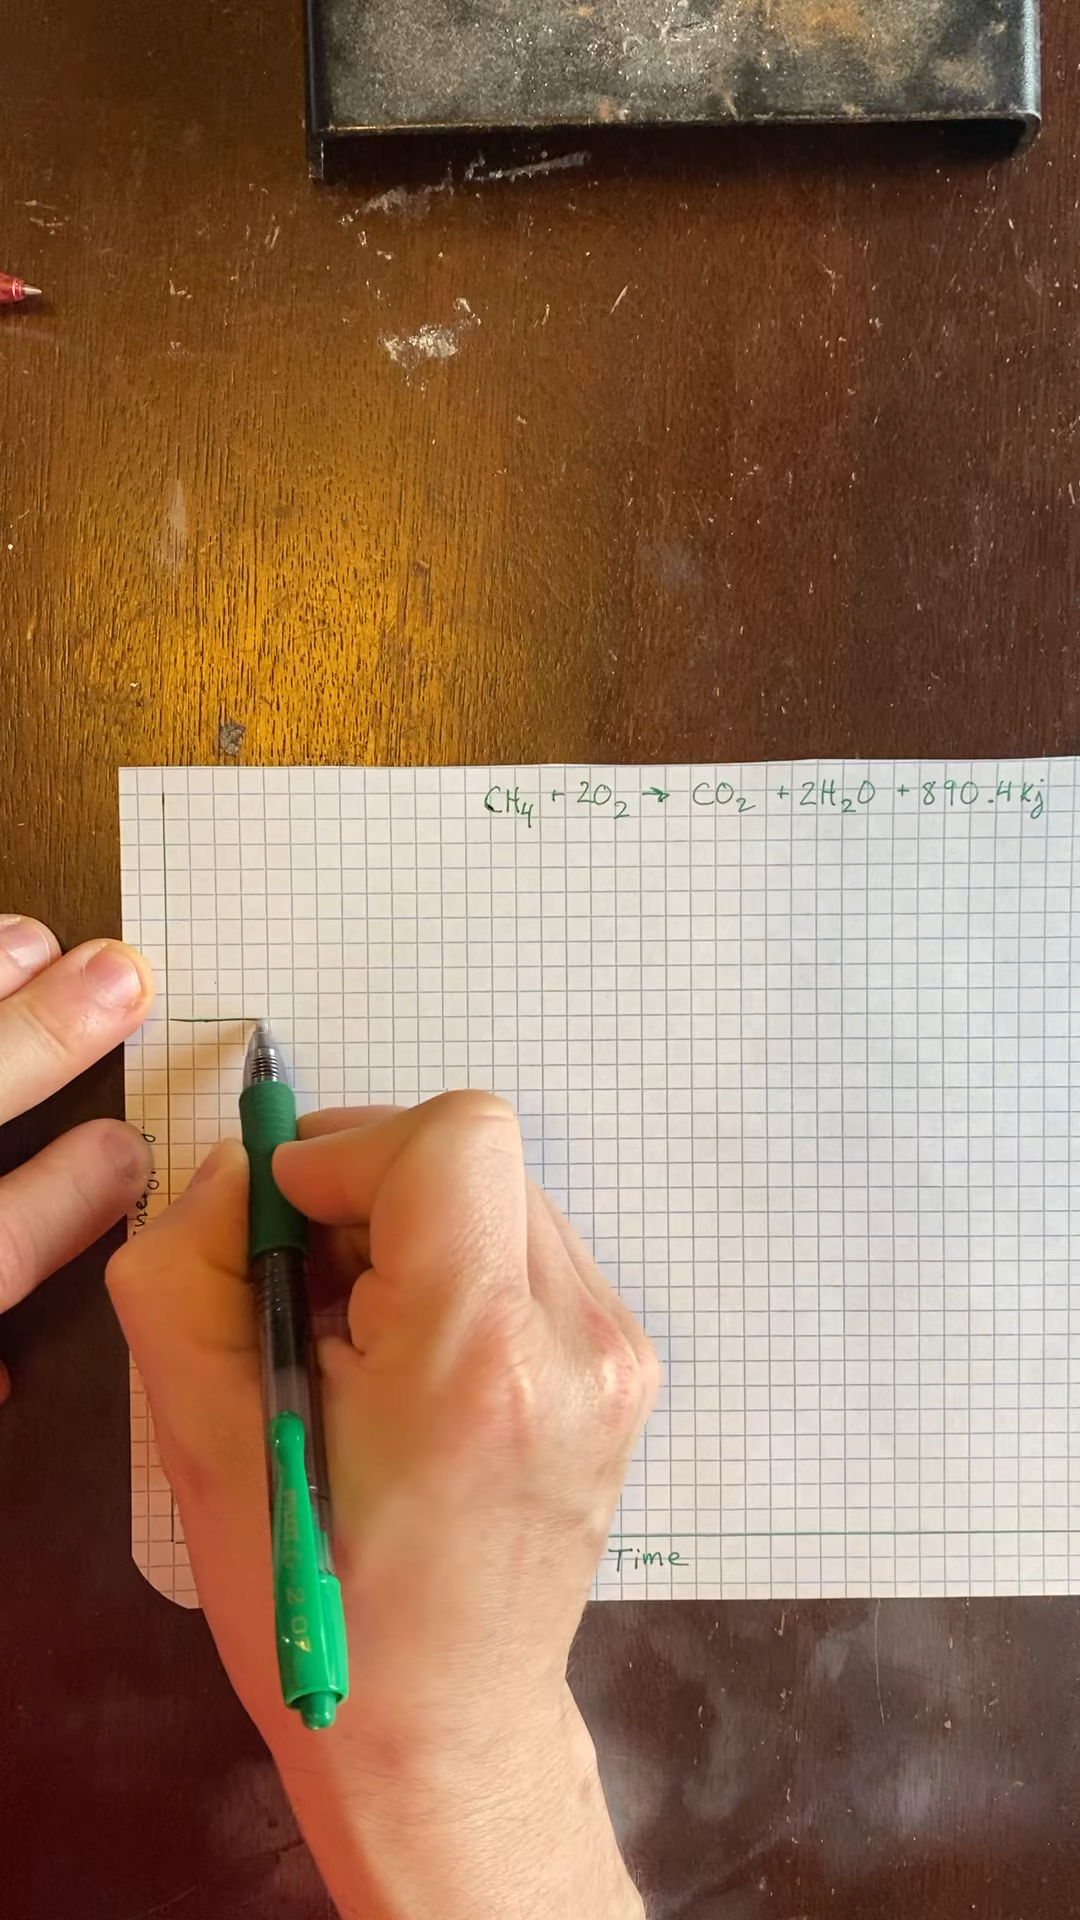 CH₄ + 2O₂ → CO₂ + 2H₂O + 890.4 kj
Time